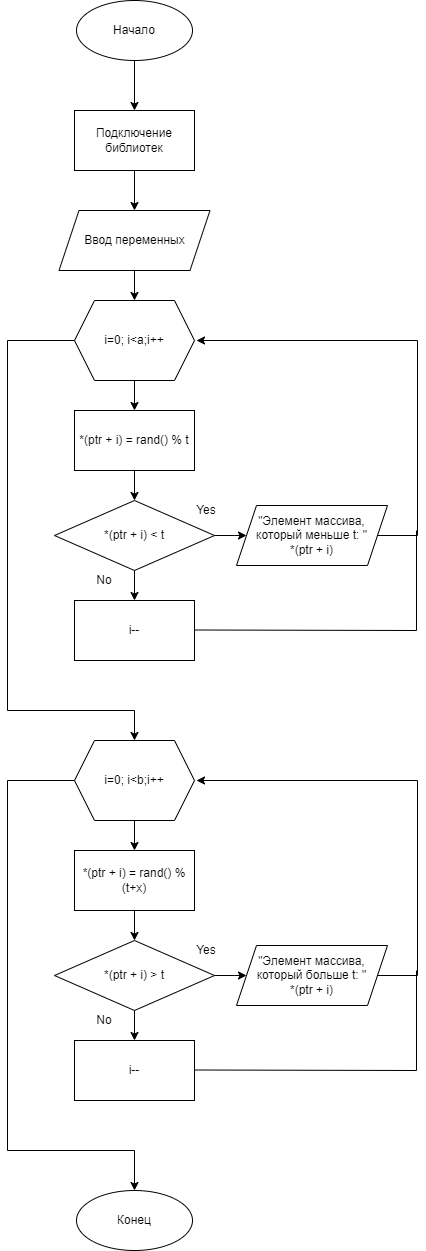 Начало
Подключение
библиотек
Ввод переменных
i=0; i<a;i++
*(ptr + i) = rand() % t
*(ptr + i) < t
Yes
"Элемент массива,
который меньше t: "
*(ptr + i)
No
i--
i=0; i<b;i++
*(ptr + i) = rand() %
(t+x)
*(ptr + i) > t
Yes
"Элемент массива,
который больше t: "
*(ptr + i)
No
i--
Конец